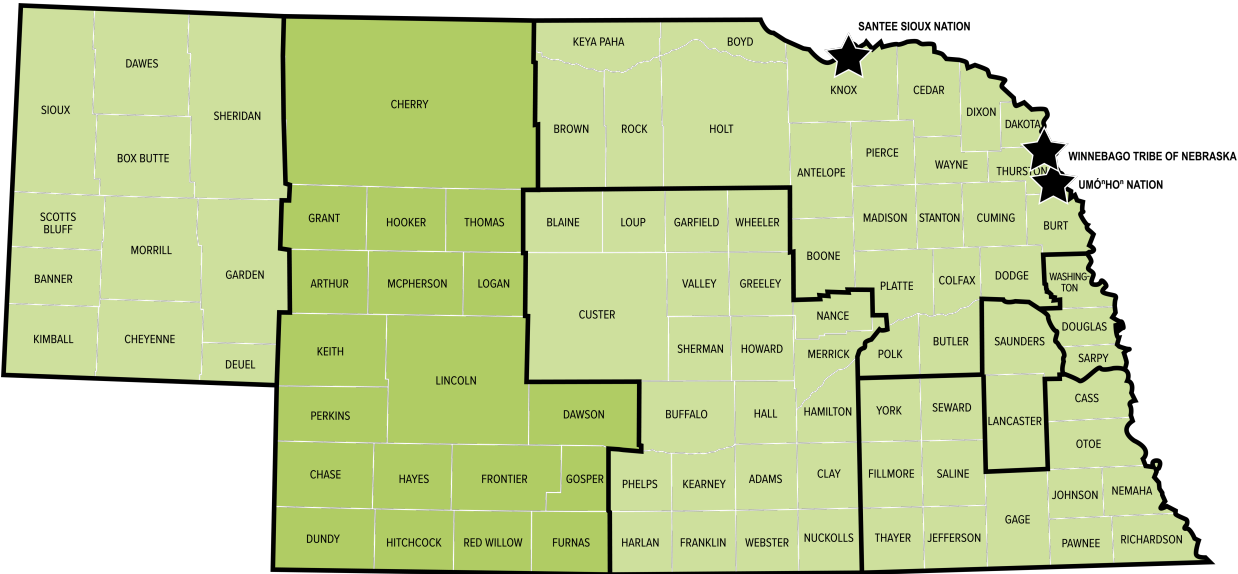 SANTEE SIOUX NATION
KEYA PAHA
BOYD
DAWES
KNOX
CEDAR
CHERRY
SIOUX
SHERIDAN
DIXON
DAKOTA
BROWN
ROCK
HOLT
BOX BUTTE
PIERCE
WAYNE
WINNEBAGO TRIBE OF NEBRASKA
ANTELOPE
THURSTON
UMÓⁿHOⁿ NATION
SCOTTS
BLUFF
GRANT
HOOKER
THOMAS
BLAINE
LOUP
GARFIELD
WHEELER
MADISON
STANTON
CUMING
BURT
MORRILL
BOONE
BANNER
GARDEN
ARTHUR
MCPHERSON
LOGAN
VALLEY
GREELEY
PLATTE
COLFAX
DODGE
WASHING-
TON
CUSTER
NANCE
DOUGLAS
KIMBALL
CHEYENNE
KEITH
SHERMAN
HOWARD
MERRICK
POLK
BUTLER
SAUNDERS
SARPY
DEUEL
LINCOLN
PERKINS
DAWSON
BUFFALO
HALL
HAMILTON
YORK
SEWARD
LANCASTER
CASS
OTOE
CHASE
HAYES
FRONTIER
GOSPER
PHELPS
KEARNEY
ADAMS
CLAY
FILLMORE
SALINE
JOHNSON
NEMAHA
GAGE
DUNDY
HITCHCOCK
RED WILLOW
FURNAS
HARLAN
FRANKLIN
WEBSTER
NUCKOLLS
THAYER
JEFFERSON
PAWNEE
RICHARDSON